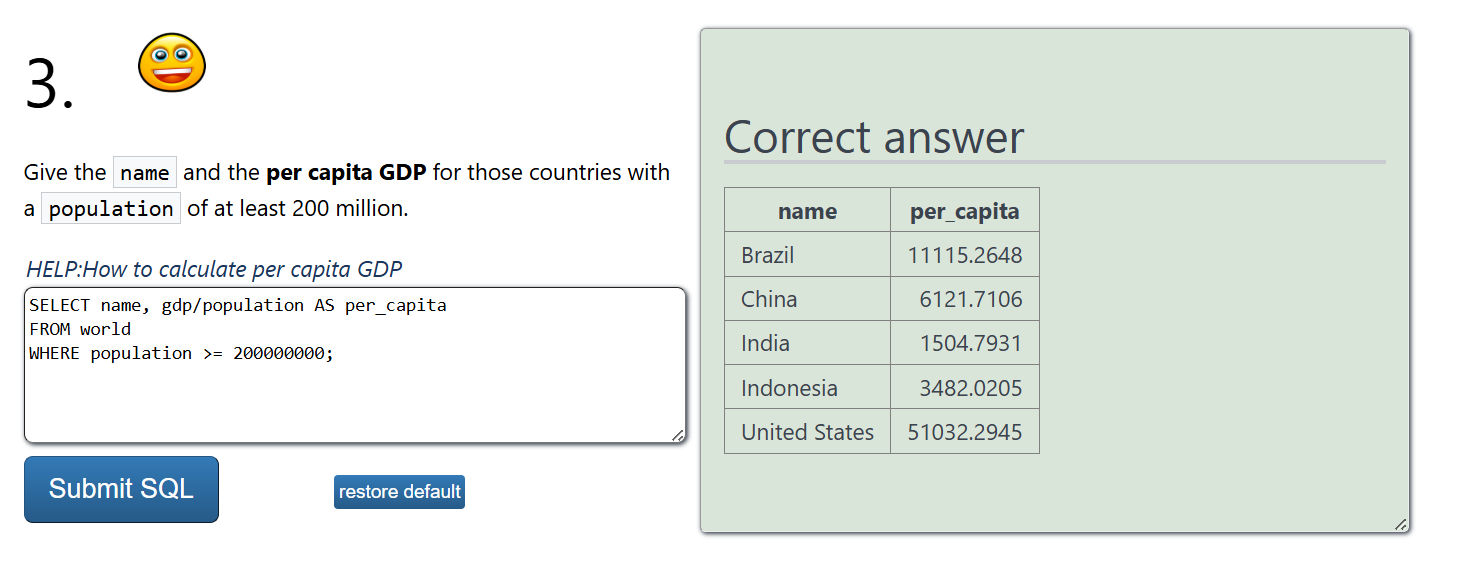 3.
Give the name and the per capita GDP for those countries with
a population of at least 200 million.
HELP:How to calculate per capita GDP
SELECT name, gdp/population AS per_capita
FROM world
WHERE population >= 200000000;
Submit SQL
restore default
Correct answer
name per_capita
Brazil 11115.2648
China 6121.7106
India 1504.7931
Indonesia 3482.0205
United States 51032.2945